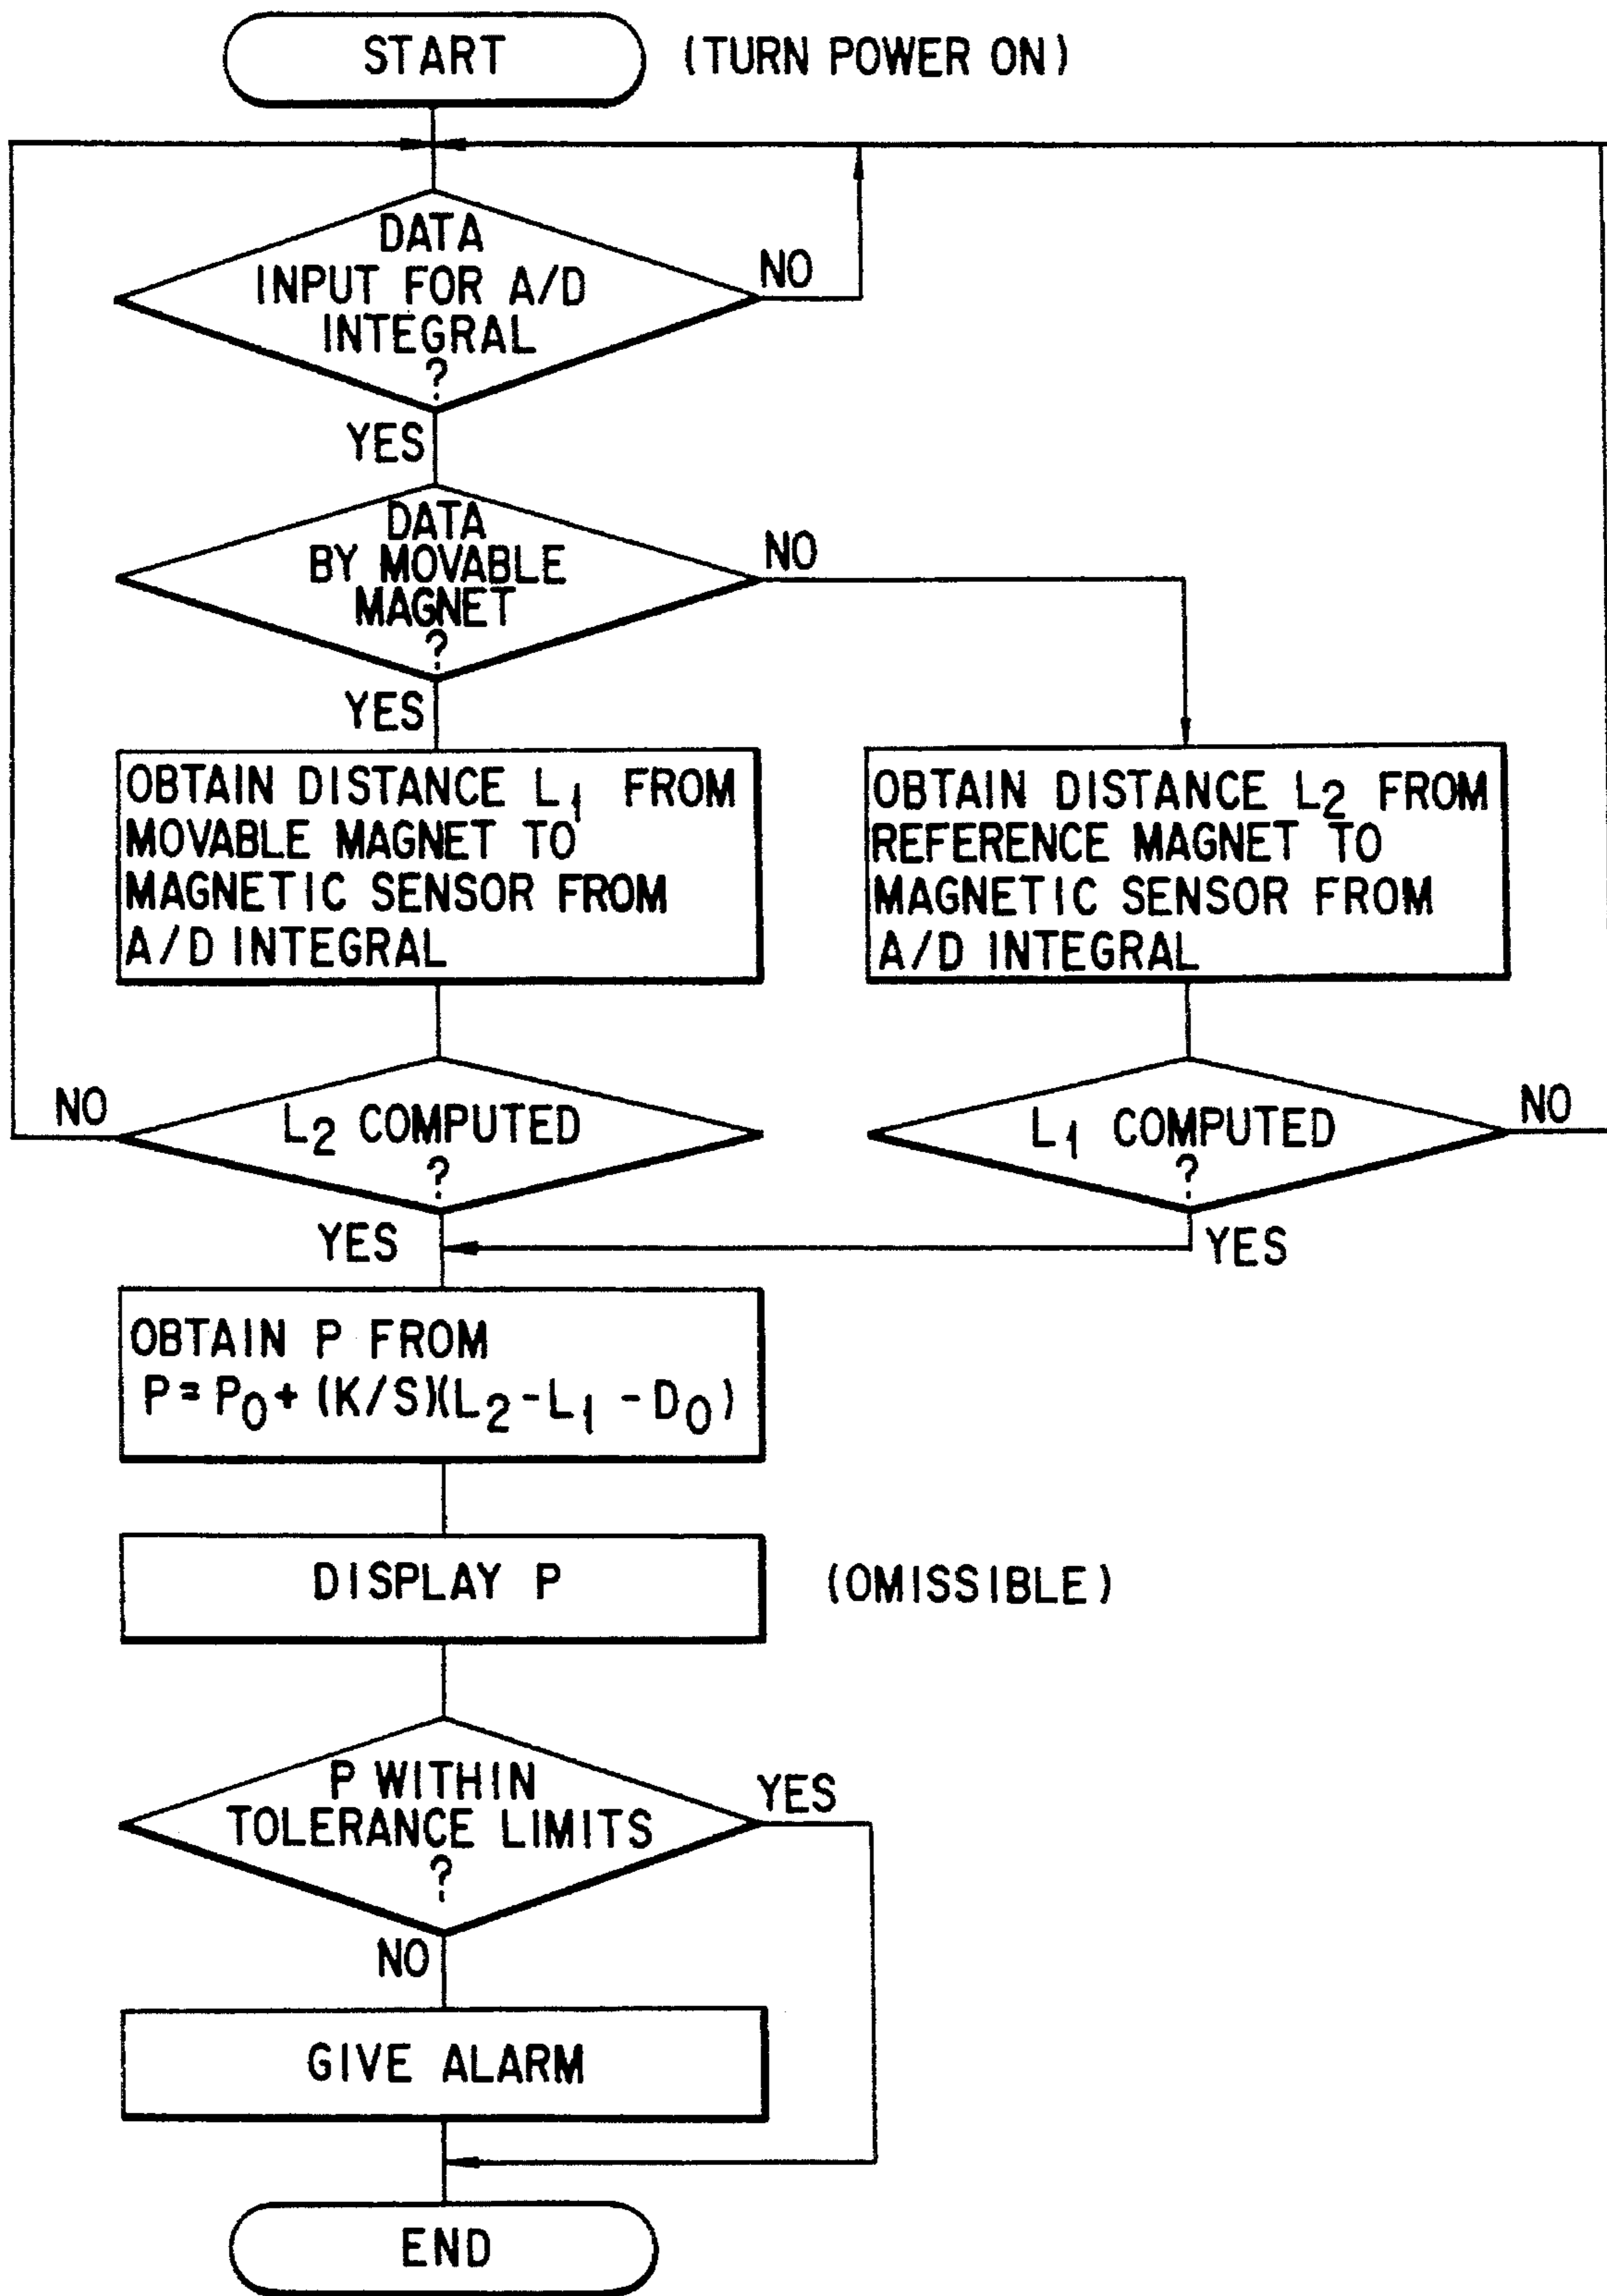 START
(TURN POWER ON)
DATA
INPUT FOR A/D
INTEGRAL
?
NO
YES
DATA
BY MOVABLE
MAGNET
?
NO
YES
OBTAIN DISTANCE L1 FROM
MOVABLE MAGNET TO
MAGNETIC SENSOR FROM
A/D INTEGRAL
OBTAIN DISTANCE L2 FROM
REFERENCE MAGNET TO
MAGNETIC SENSOR FROM
A/D INTEGRAL
NO
L2 COMPUTED
?
YES
L1 COMPUTED
?
NO
YES
OBTAIN P FROM
P=P0+(K/S)(L2-L1-D0)
DISPLAY P
(OMISSIBLE)
P WITHIN
TOLERANCE LIMITS
?
YES
NO
GIVE ALARM
END